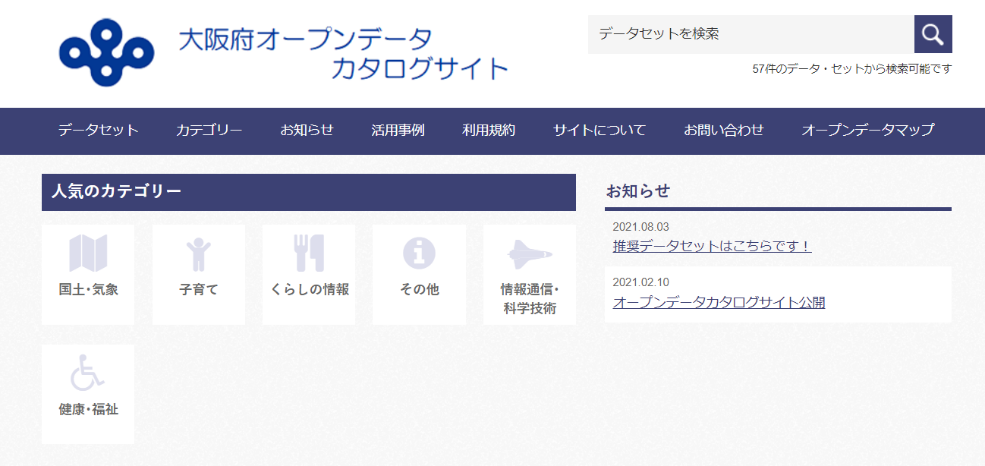 大阪府オープンデータ
カタログサイト
データセットを検索
57件のデータ・セットから検索可能です
データセット カテゴリー お知らせ 活用事例 利用規約 サイトについて お問い合わせ オープンデータマップ
人気のカテゴリー
国土・気象
子育て
くらしの情報
その他
情報通信・
科学技術
健康・福祉
お知らせ
2021.08.03
推奨データセットはこちらです！
2021.02.10
オープンデータカタログサイト公開